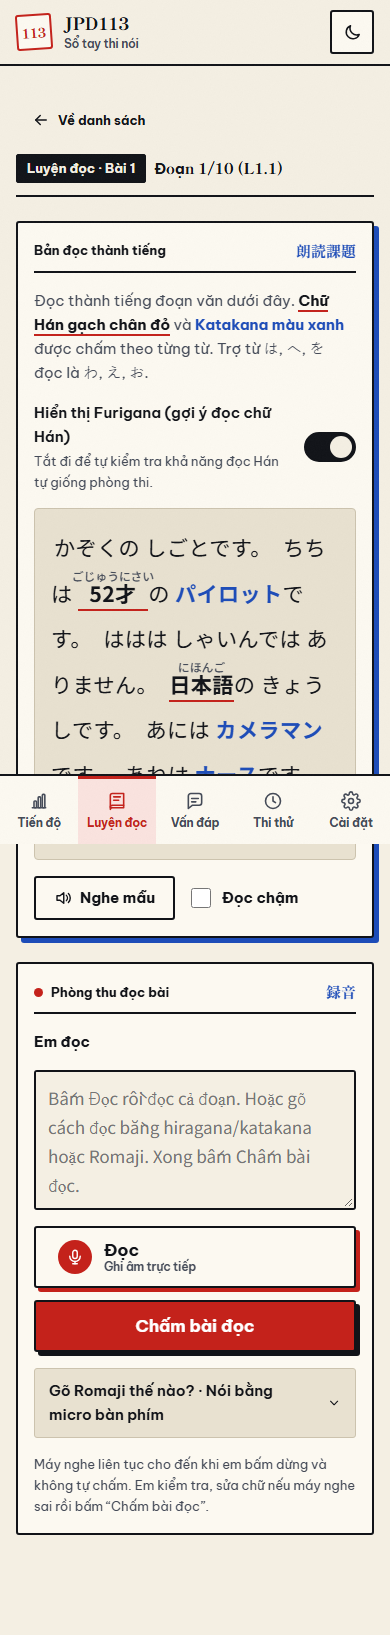 113
JPD113
Sổ tay thi nói
← Về danh sách
Luyện đọc · Bài 1 Đoạn 1/10 (L1.1)
Bản đọc thành tiếng 朗読課題
Đọc thành tiếng đoạn văn dưới đây. Chữ
Hán gạch chân đỏ và Katakana màu xanh
được chấm theo từng từ. Trợ từ は, へ, を
đọc là わ, え, お.
Hiển thị Furigana (gợi ý đọc chữ
Hán)
Tắt đi để tự kiểm tra khả năng đọc Hán
tự giống phòng thi.
かぞくの しごとです。 ちち
ごじゅうにさい
は 52才の パイロットで
す。 ははは しゃいんでは あ
にほんご
りません。 日本語の きょう
しです。 あには カメラマン
です。 あねは ナースです
Tiến độ
Luyện đọc
Vấn đáp
Thi thử
Cài đặt
Nghe mẫu
Đọc chậm
Phòng thu đọc bài 録音
Em đọc
Bấm Đọc rồi đọc cả đoạn. Hoặc gõ
cách đọc bằng hiragana/katakana
hoặc Romaji. Xong bấm Chấm bài
đọc.
Đọc
Ghi âm trực tiếp
Chấm bài đọc
Gõ Romaji thế nào? · Nói bằng
micro bàn phím
Máy nghe liên tục cho đến khi em bấm dừng và
không tự chấm. Em kiểm tra, sửa chữ nếu máy nghe
sai rồi bấm “Chấm bài đọc”.